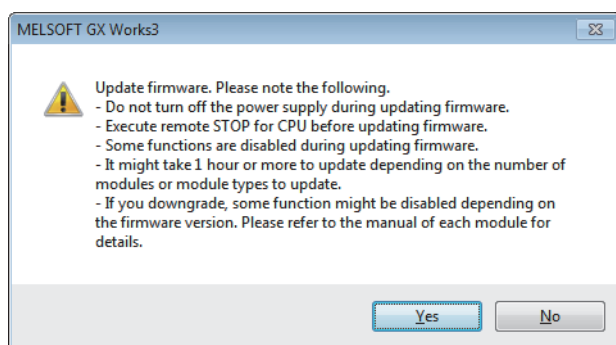 MELSOFT GX Works3
Update firmware. Please note the following.
- Do not turn off the power supply during updating firmware.
- Execute remote STOP for CPU before updating firmware.
- Some functions are disabled during updating firmware.
- It might take 1 hour or more to update depending on the number of
modules or module types to update.
- If you downgrade, some function might be disabled depending on
the firmware version. Please refer to the manual of each module for
details.
Yes
No